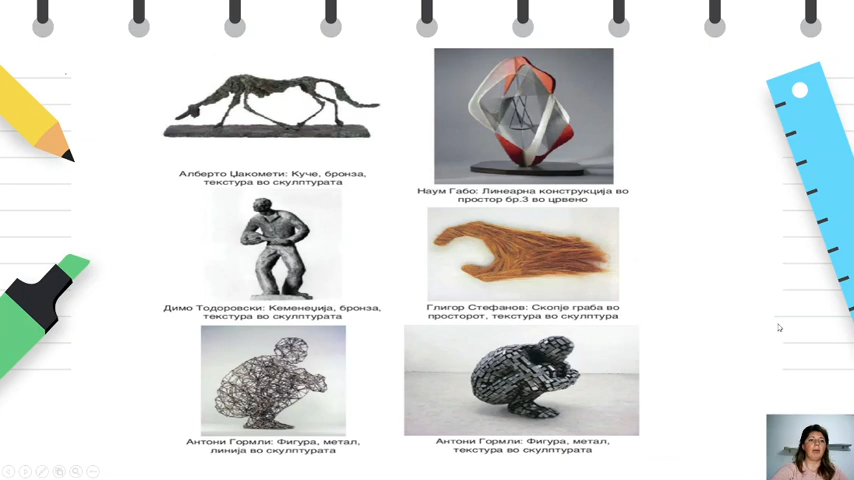 Алберто Џакомети: Куче, бронза,
текстура во скулптурата
Наум Габо: Линеарна конструкција во
простор бр.3 во црвено
Димо Тодоровски: Кеменеџија, бронза,
текстура во скулптурата
Глигор Стефанов: Скопје граба во
просторот, текстура во скулптура
Антони Гормли: Фигура, метал,
линија во скулптурата
Антони Гормли: Фигура, метал,
текстура во скулптурата